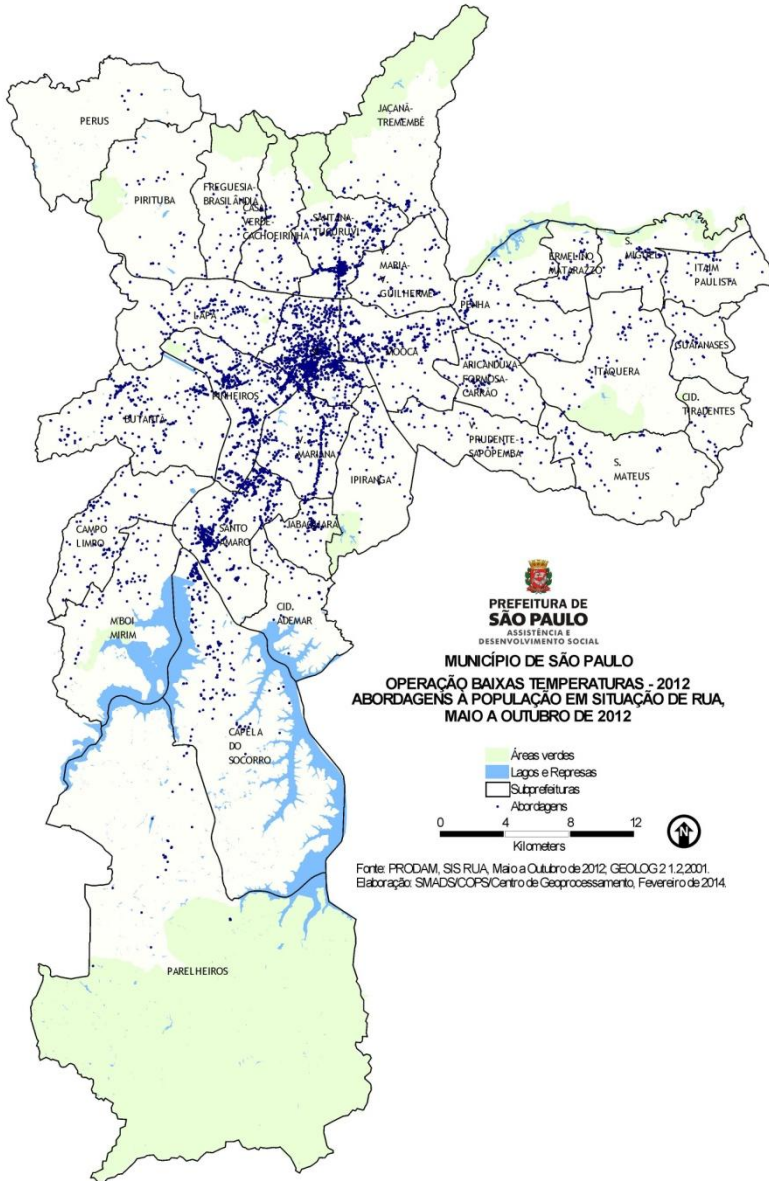 JAÇANÃ-
TREMEMBÉ
PERUS
PIRITUBA
FREGUESIA-
BRASILÂNDIA
CASA
VERDE-
CACHOEIRINHA
SANTANA-
TUCURUVI
V.
MARIA-
V.
GUILHERME
ERMELINO
MATARAZZO
S.
MIGUEL
ITAIM
PAULISTA
PENHA
LAPA
MOOCA
GUAIANASES
ARICANDUVA-
FORMOSA-
CARRÃO
ITAQUERA
PINHEIROS
BUTANTÃ
CID.
TIRADENTES
V.
PRUDENTE-
SAPOPEMBA
V.
MARIANA
S.
MATEUS
IPIRANGA
CAMPO
LIMPO
SANTO
AMARO
JABAQUARA
M'BOI
MIRIM
CID.
ADEMAR
CAPELA
DO
SOCORRO
PARELHEIROS
PREFEITURA DE
SÃO PAULO
ASSISTÊNCIA E
DESENVOLVIMENTO SOCIAL
MUNICÍPIO DE SÃO PAULO
OPERAÇÃO BAIXAS TEMPERATURAS - 2012
ABORDAGENS À POPULAÇÃO EM SITUAÇÃO DE RUA,
MAIO A OUTUBRO DE 2012
Áreas verdes
Lagos e Represas
Subprefeituras
Abordagens
0 4 8 12
Kilometers
N
Fonte: PRODAM, SIS RUA, Maio a Outubro de 2012; GEOLOG 2.1.2,2001.
Elaboração: SMADS/COPS/Centro de Geoprocessamento, Fevereiro de 2014.